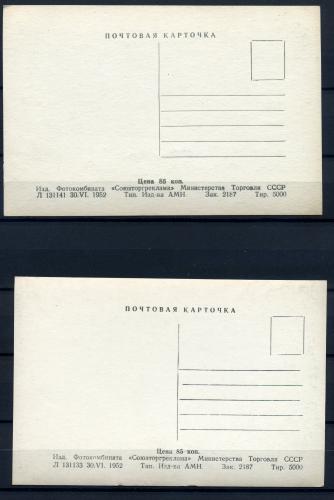 ПОЧТОВАЯ КАРТОЧКА
Цена 85 коп.
Изд. Фотокомбината «Союзторгреклама» Министерства Торговли СССР
Л 131141 30.VI. 1952 Тип. Изд-ва АМН. Зак. 2187 Тир. 5000
ПОЧТОВАЯ КАРТОЧКА
Цена 85 коп.
Изд. Фотокомбината «Союзторгреклама» Министерства Торговли СССР
Л 131133 30.VI. 1952 Тип. Изд-ва АМН. Зак. 2187 Тир. 5000